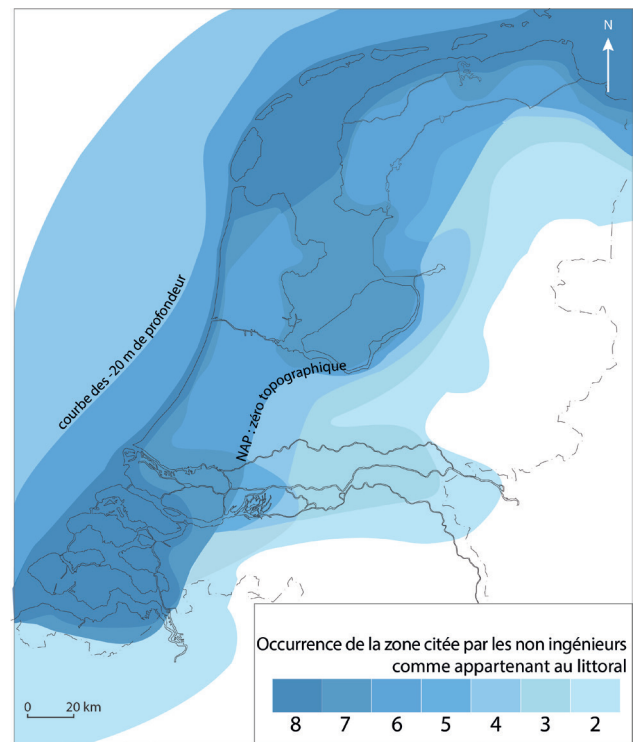 N
courbe des -20 m de profondeur
NAP : zéro topographique
Occurrence de la zone citée par les non ingénieurs
comme appartenant au littoral
8 7 6 5 4 3 2
0 20 km